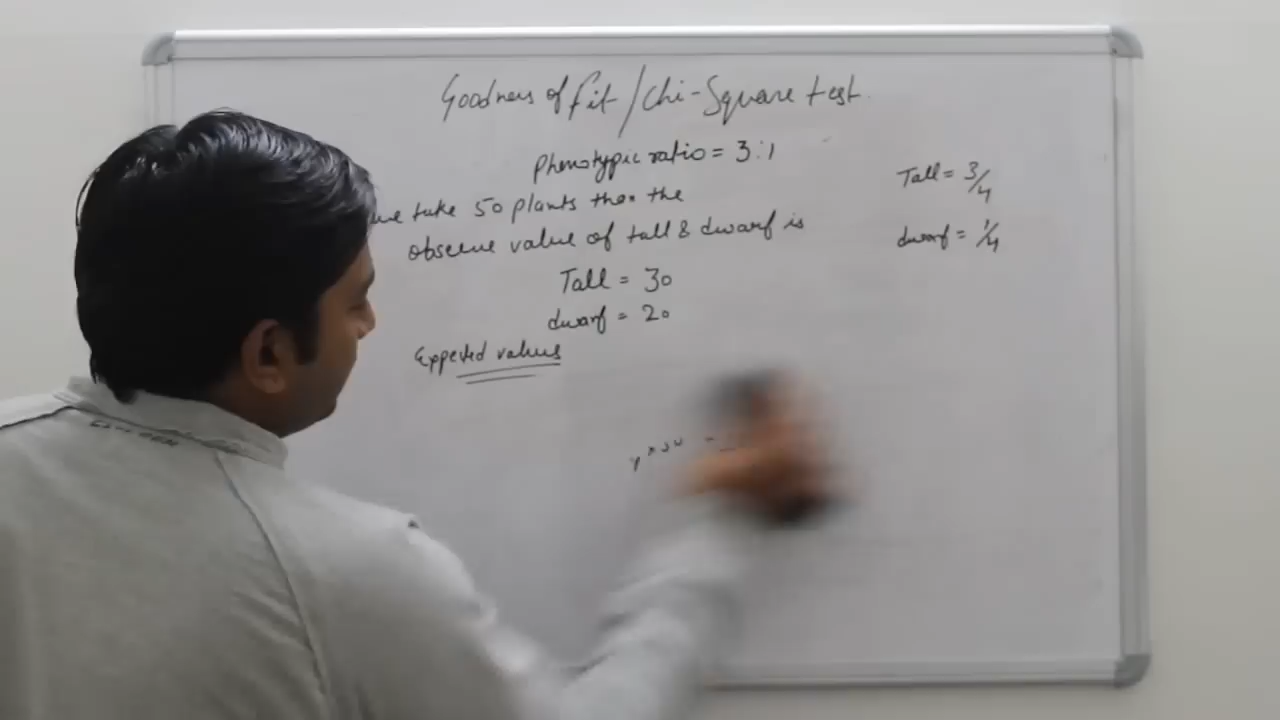 Goodness of fit / Chi-Square test.
Phenotypic ratio = 3:1
Tall = 3/4
we take 50 plants then the
observe value of tall & dwarf is
dwarf = 1/4
Tall = 30
dwarf = 20
Expected values